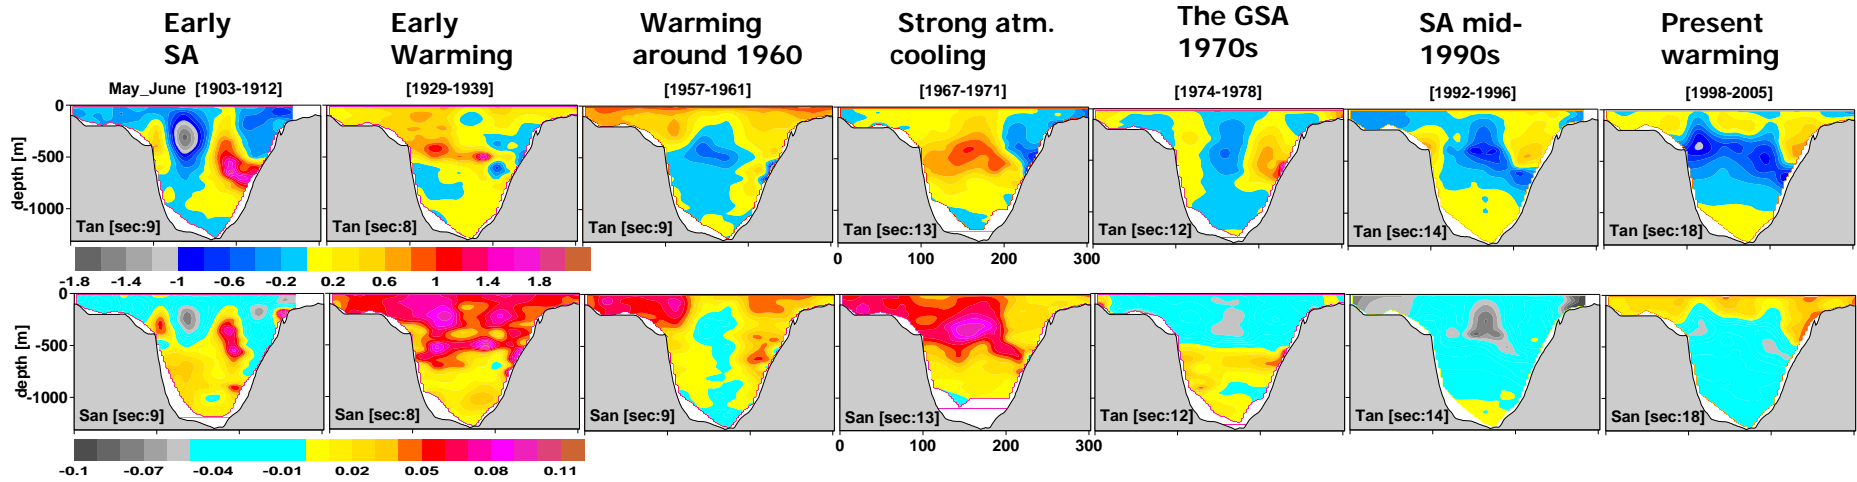 Early
SA
Early
Warming
Warming
around 1960
Strong atm.
cooling
The GSA
1970s
SA mid-
1990s
Present
warming
May_June [1903-1912]
[1929-1939]
[1957-1961]
[1967-1971]
[1974-1978]
[1992-1996]
[1998-2005]
depth [m]
0
-500
-1000
Tan [sec:9]
Tan [sec:8]
Tan [sec:9]
Tan [sec:13]
Tan [sec:12]
Tan [sec:14]
Tan [sec:18]
0 100 200 300
-1.8 -1.4 -1 -0.6 -0.2 0.2 0.6 1 1.4 1.8
depth [m]
0
-500
-1000
San [sec:9]
San [sec:8]
San [sec:9]
San [sec:13]
Tan [sec:12]
Tan [sec:14]
San [sec:18]
0 100 200 300
-0.1 -0.07 -0.04 -0.01 0.02 0.05 0.08 0.11